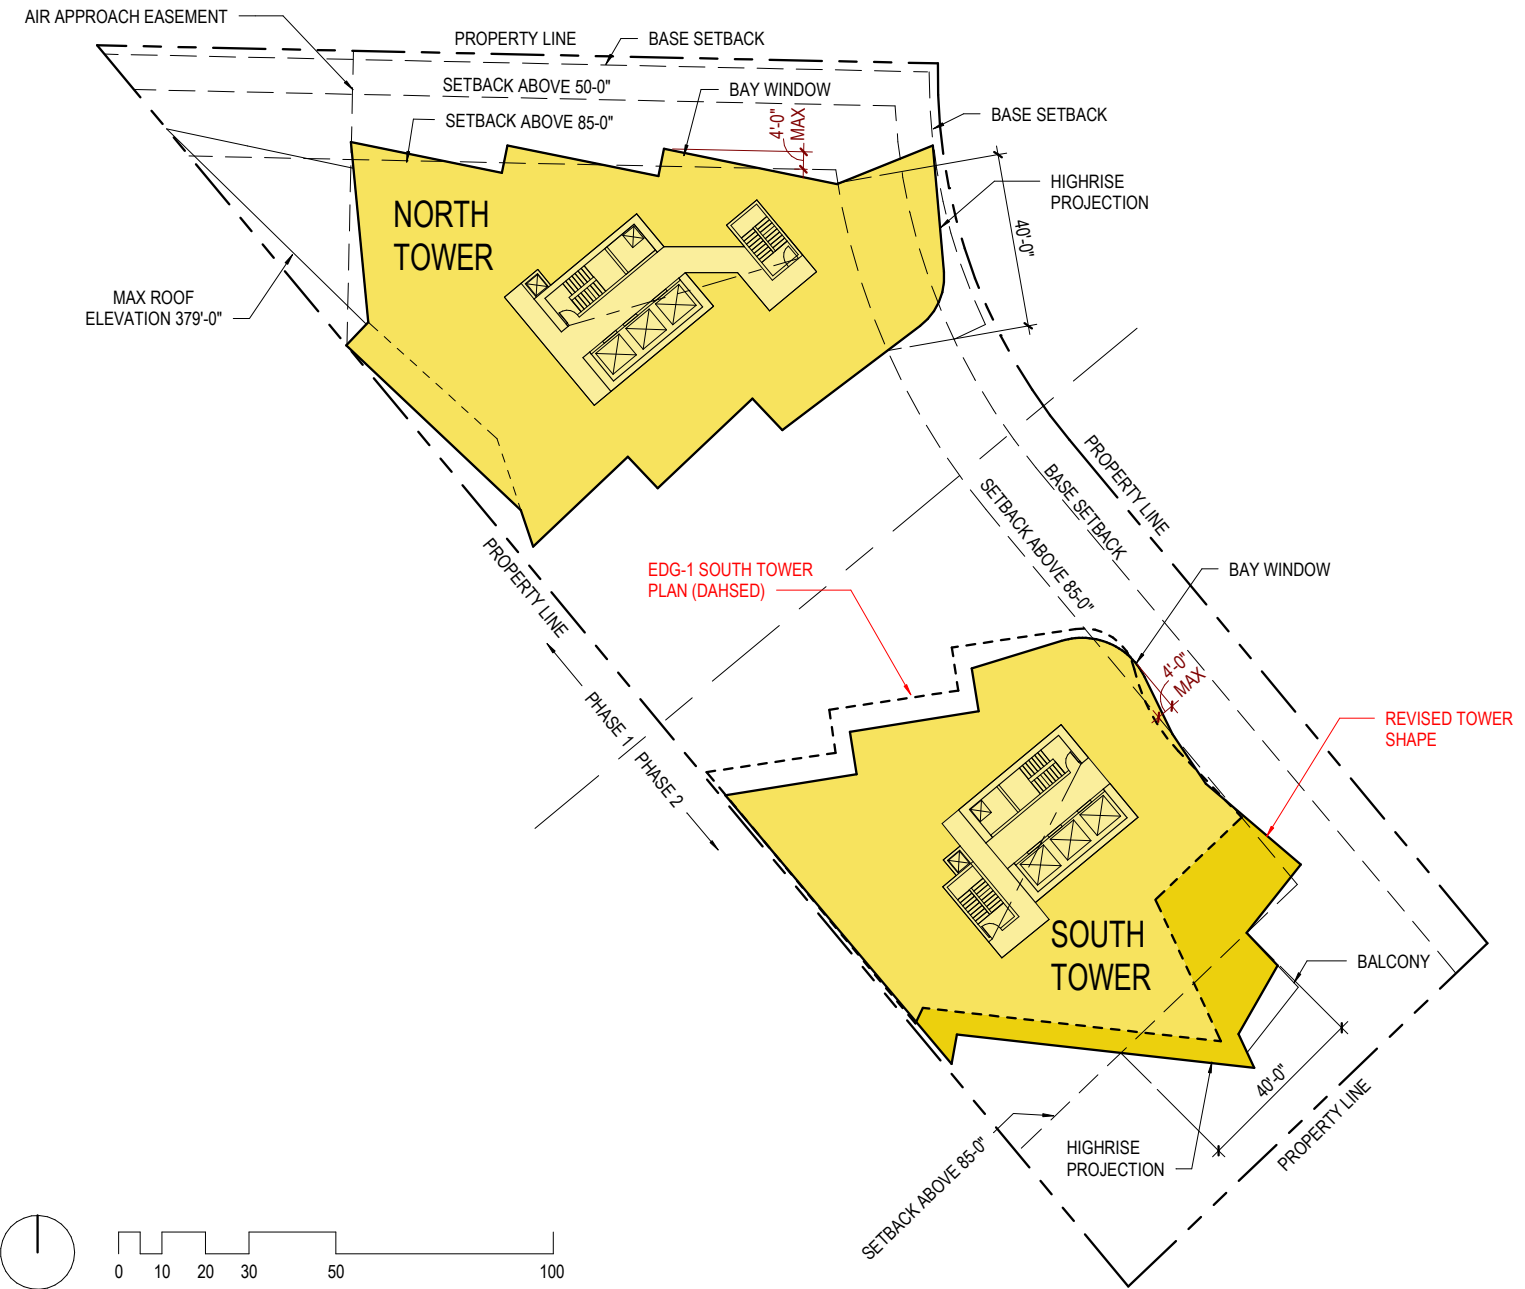 AIR APPROACH EASEMENT
PROPERTY LINE
BASE SETBACK
SETBACK ABOVE 50-0"
BAY WINDOW
4'-0"
MAX
SETBACK ABOVE 85-0"
BASE SETBACK
HIGHRISE
PROJECTION
40'-0"
NORTH
TOWER
MAX ROOF
ELEVATION 379'-0"
PROPERTY LINE
BASE SETBACK
SETBACK ABOVE 85-0"
PROPERTY LINE
EDG-1 SOUTH TOWER
PLAN (DAHSED)
BAY WINDOW
4'-0"
MAX
PHASE 1
PHASE 2
REVISED TOWER
SHAPE
SOUTH
TOWER
BALCONY
40'-0"
PROPERTY LINE
HIGHRISE
PROJECTION
SETBACK ABOVE 85-0"
0 10 20 30 50 100